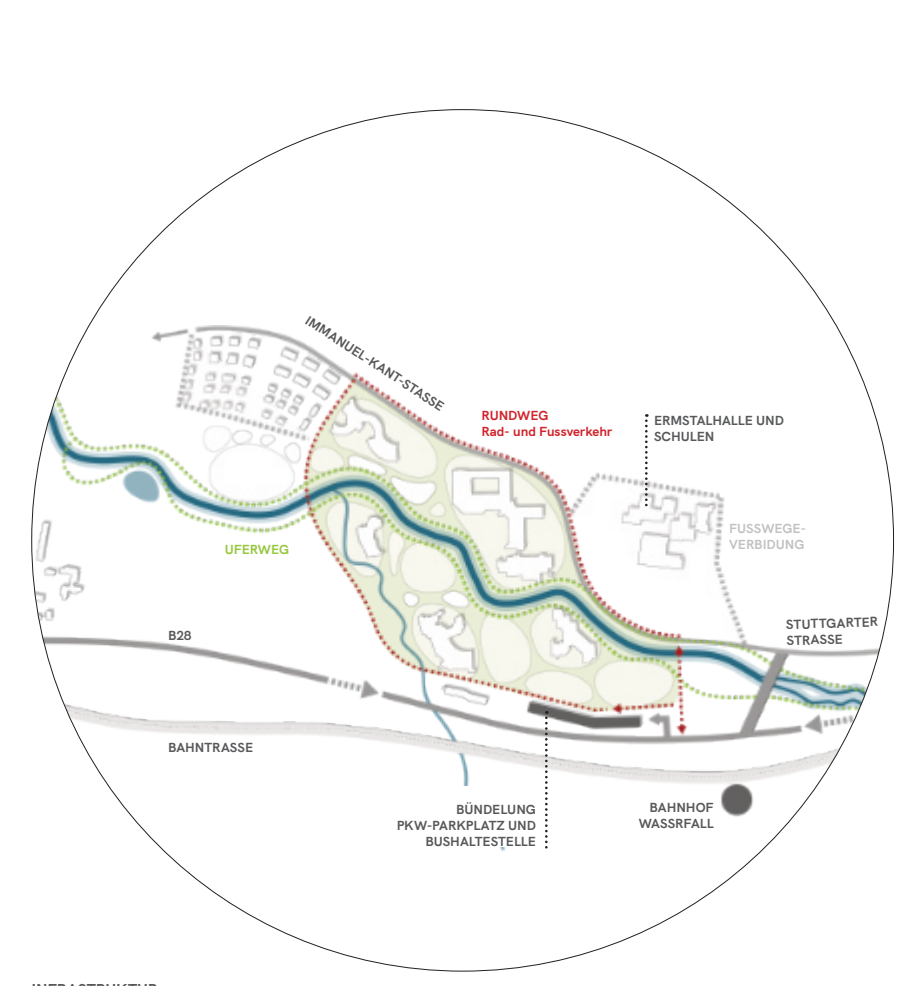 IMMANUEL-KANT-STASSE
RUNDWEG
Rad- und Fussverkehr
ERMSTALHALLE UND
SCHULEN
FUSSWEGE-
VERBIDUNG
UFERWEG
STUTTGARTER
STRASSE
B28
BAHNTRASSE
BÜNDELUNG
PKW-PARKPLATZ UND
BUSHALTESTELLE
BAHNHOF
WASSRFALL
INFRASTRUKTUR